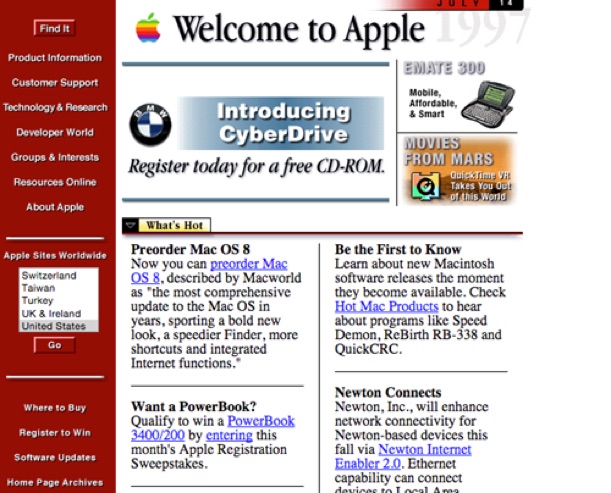 JULY 14
1997
Welcome to Apple
Find It
Product Information
Customer Support
Technology & Research
Developer World
Groups & Interests
Resources Online
About Apple
Apple Sites Worldwide
Switzerland
Taiwan
Turkey
UK & Ireland
United States
Go
Where to Buy
Register to Win
Software Updates
Home Page Archives
BMW
Introducing
CyberDrive
Register today for a free CD-ROM.
EMATE 300
Mobile,
Affordable,
& Smart
MOVIES
FROM MARS
QuickTime VR
Takes You Out
of this World
What's Hot
Preorder Mac OS 8
Now you can preorder Mac
OS 8, described by Macworld
as "the most comprehensive
update to the Mac OS in
years, sporting a bold new
look, a speedier Finder, more
shortcuts and integrated
Internet functions."
Want a PowerBook?
Qualify to win a PowerBook
3400/200 by entering this
month's Apple Registration
Sweepstakes.
Be the First to Know
Learn about new Macintosh
software releases the moment
they become available. Check
Hot Mac Products to hear
about programs like Speed
Demon, ReBirth RB-338 and
QuickCRC.
Newton Connects
Newton, Inc., will enhance
network connectivity for
Newton-based devices this
fall via Newton Internet
Enabler 2.0. Ethernet
capability can connect
devices to Local Area